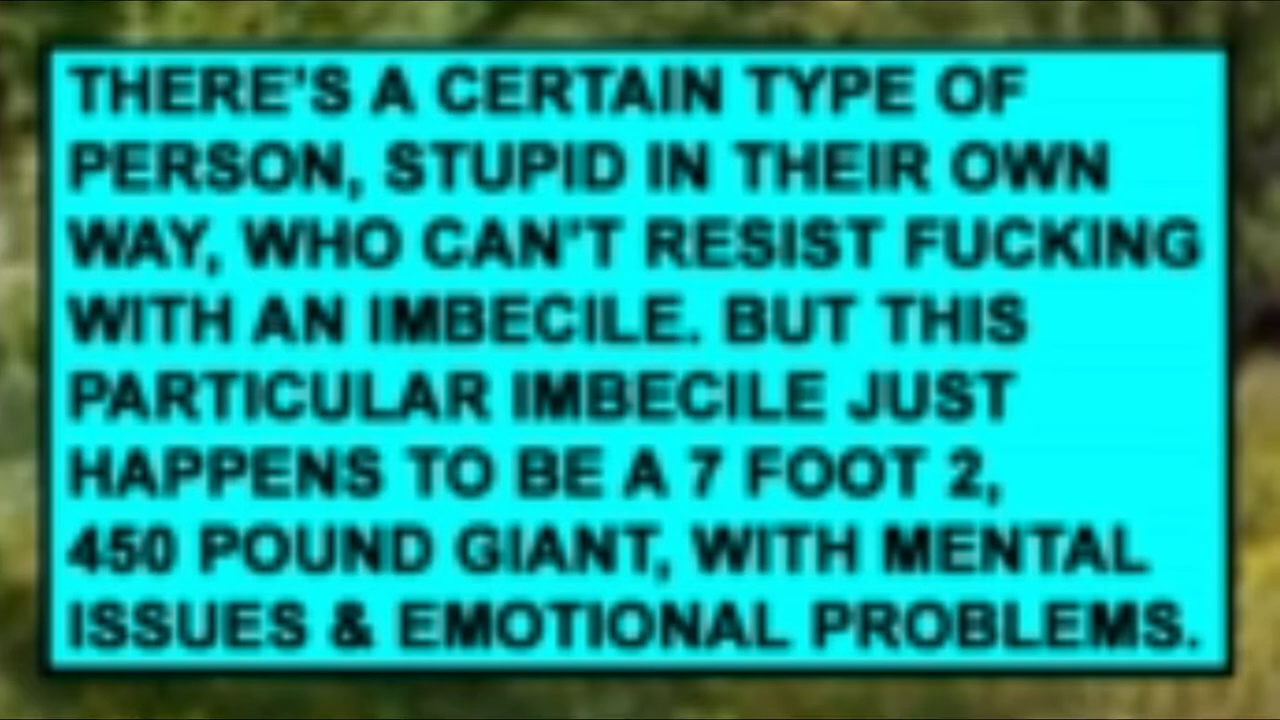 THERE'S A CERTAIN TYPE OF
PERSON, STUPID IN THEIR OWN
WAY, WHO CAN'T RESIST FUCKING
WITH AN IMBECILE. BUT THIS
PARTICULAR IMBECILE JUST
HAPPENS TO BE A 7 FOOT 2,
450 POUND GIANT, WITH MENTAL
ISSUES & EMOTIONAL PROBLEMS.